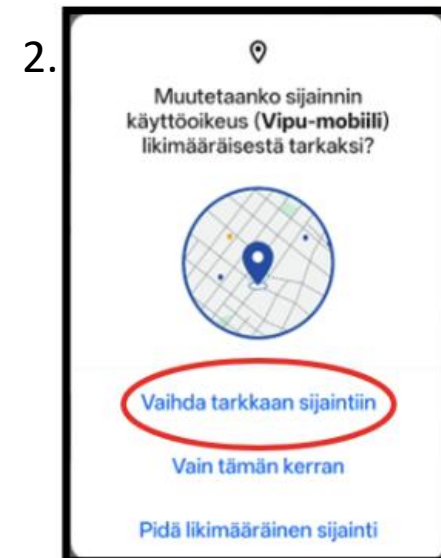 2.
Muutetaanko sijainnin
käyttöoikeus (Vipu-mobiili)
likimääräisestä tarkaksi?
Vaihda tarkkaan sijaintiin
Vain tämän kerran
Pidä likimääräinen sijainti